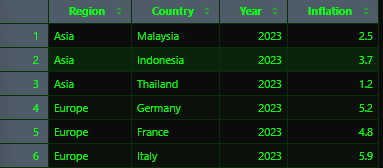 Region Country Year Inflation
1 Asia Malaysia 2023 2.5
2 Asia Indonesia 2023 3.7
3 Asia Thailand 2023 1.2
4 Europe Germany 2023 5.2
5 Europe France 2023 4.8
6 Europe Italy 2023 5.9